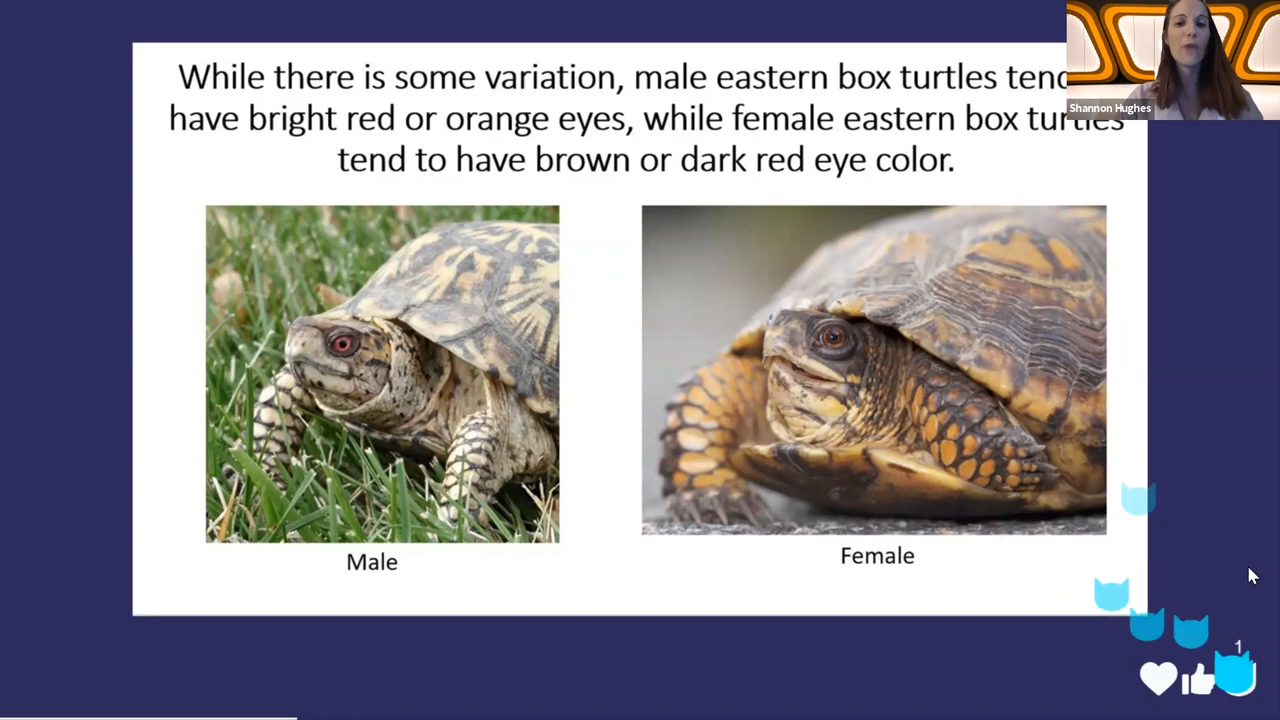 While there is some variation, male eastern box turtles tend
have bright red or orange eyes, while female eastern box turtles
tend to have brown or dark red eye color.
Shannon Hughes
Male
Female
1